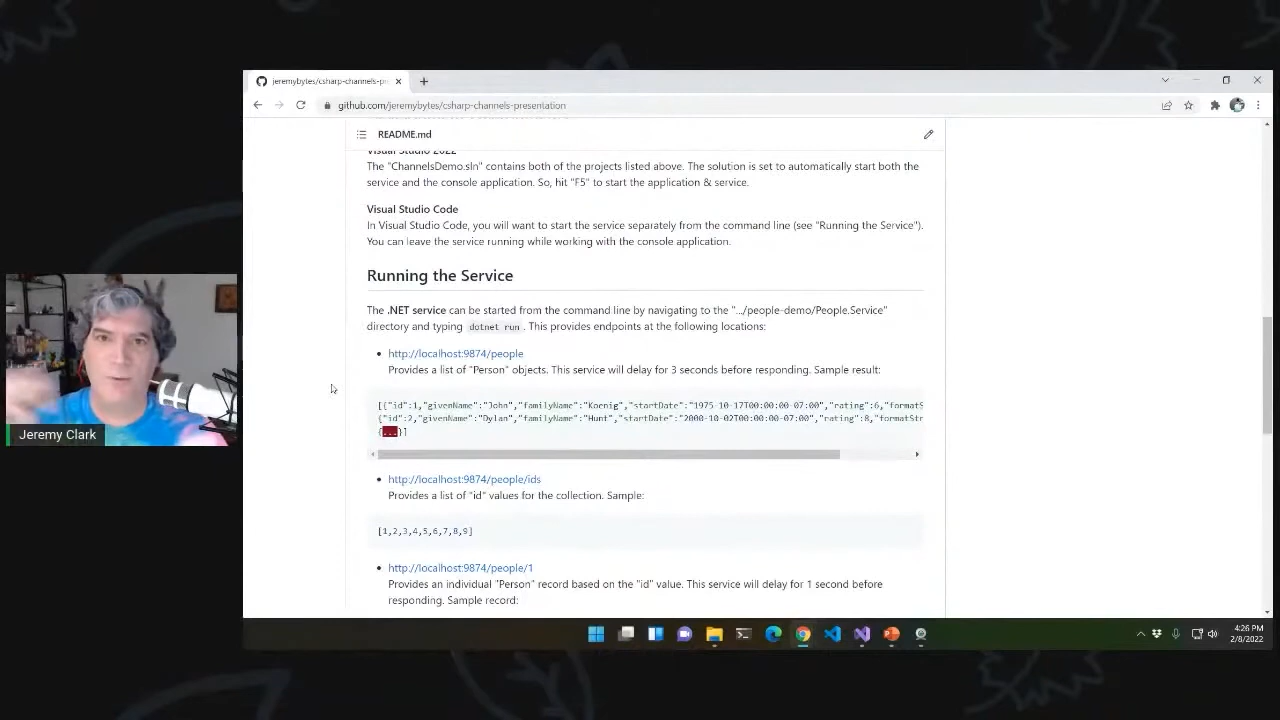 jeremybytes/csharp-channels-pr
github.com/jeremybytes/csharp-channels-presentation
README.md
Visual Studio 2022
The "ChannelsDemo.sln" contains both of the projects listed above. The solution is set to automatically start both the
service and the console application. So, hit "F5" to start the application & service.
Visual Studio Code
In Visual Studio Code, you will want to start the service separately from the command line (see "Running the Service").
You can leave the service running while working with the console application.
Running the Service
The .NET service can be started from the command line by navigating to the ".../people-demo/People.Service"
directory and typing dotnet run . This provides endpoints at the following locations:
http://localhost:9874/people
Provides a list of "Person" objects. This service will delay for 3 seconds before responding. Sample result:
[{"id":1,"givenName":"John","familyName":"Koenig","startDate":"1975-10-17T00:00:00-07:00","rating":6,"formatS
{"id":2,"givenName":"Dylan","familyName":"Hunt","startDate":"2000-10-02T00:00:00-07:00","rating":8,"formatStr
{...}]
Jeremy Clark
http://localhost:9874/people/ids
Provides a list of "id" values for the collection. Sample:
[1,2,3,4,5,6,7,8,9]
http://localhost:9874/people/1
Provides an individual "Person" record based on the "id" value. This service will delay for 1 second before
responding. Sample record:
4:26 PM
2/8/2022